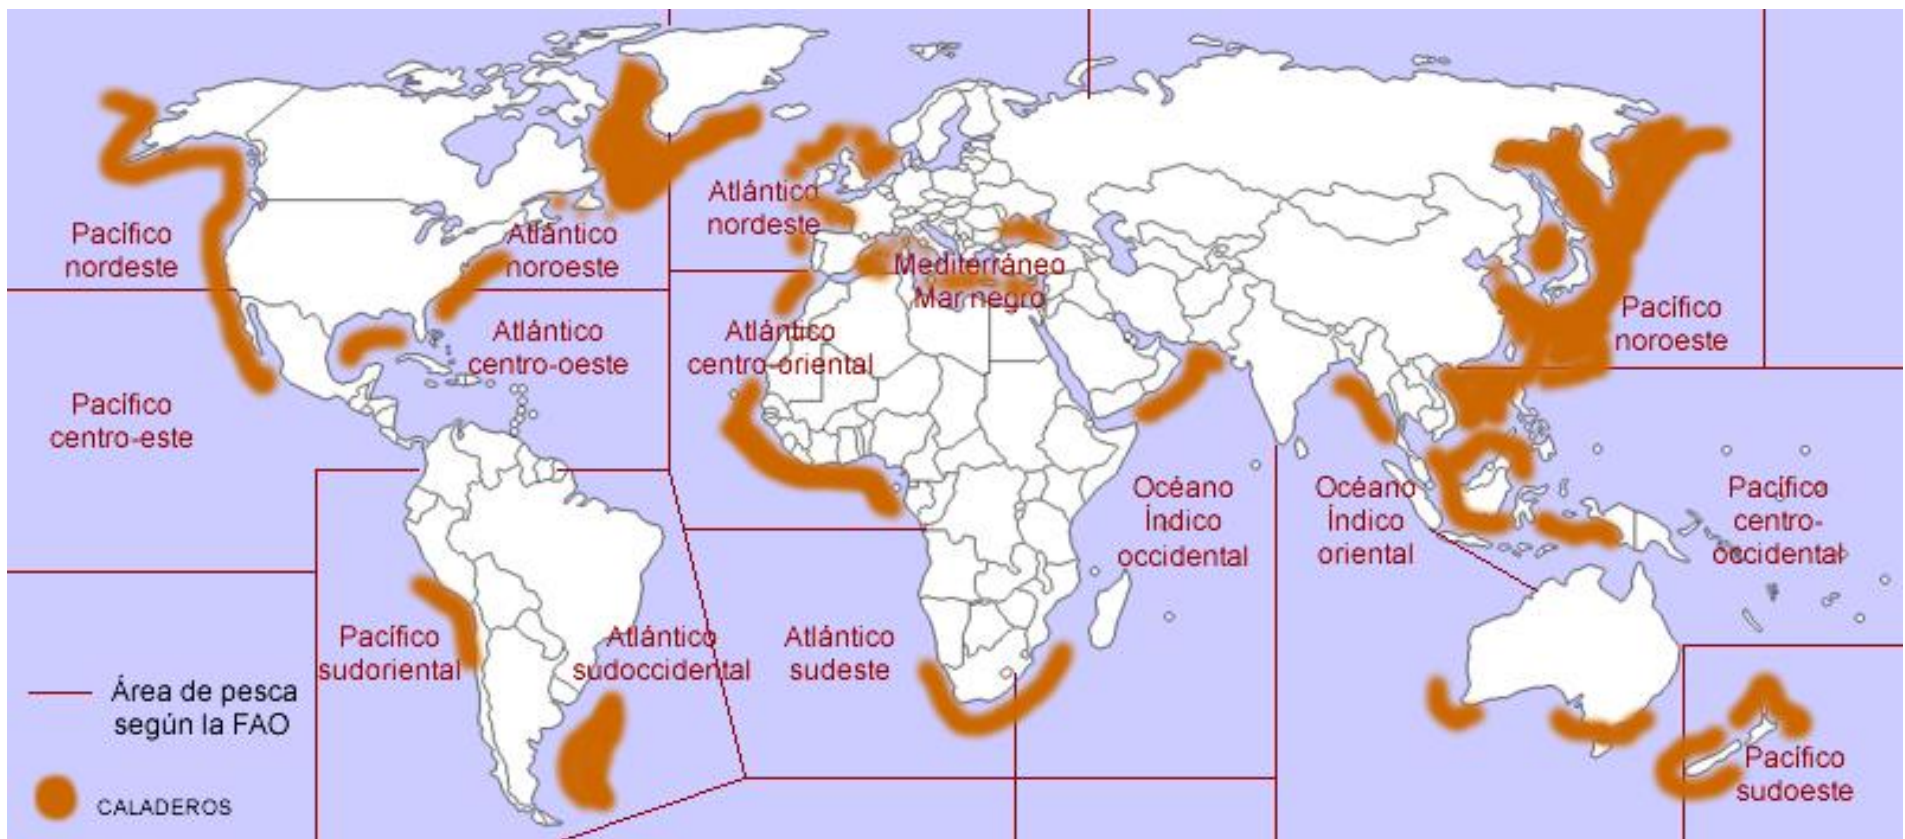 Pacífico
nordeste
Atlántico
noroeste
Atlántico
nordeste
Mediterráneo
Mar negro
Pacífico
noroeste
Atlántico
centro-oeste
Atlántico
centro-oriental
Pacífico
centro-este
Océano
Índico
occidental
Océano
Índico
oriental
Pacífico
centro-
occidental
Pacífico
sudoriental
Atlántico
sudoccidental
Atlántico
sudeste
Pacífico
sudoeste
Área de pesca
según la FAO
CALADEROS